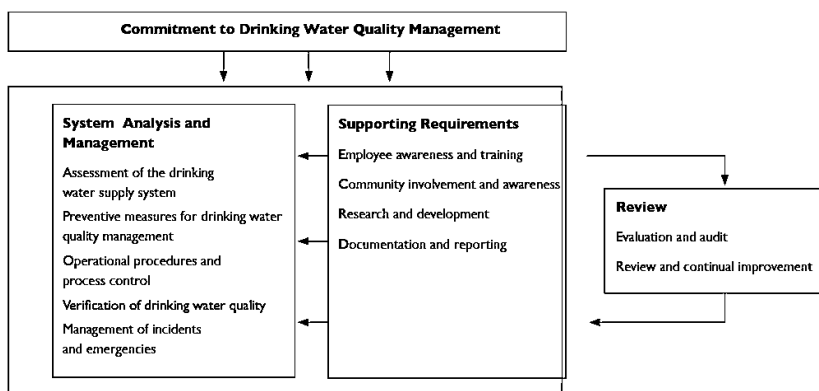 Commitment to Drinking Water Quality Management
System Analysis and
Management
Assessment of the drinking
water supply system
Preventive measures for drinking water
quality management
Operational procedures and
process control
Verification of drinking water quality
Management of incidents
and emergencies
Supporting Requirements
Employee awareness and training
Community involvement and awareness
Research and development
Documentation and reporting
Review
Evaluation and audit
Review and continual improvement